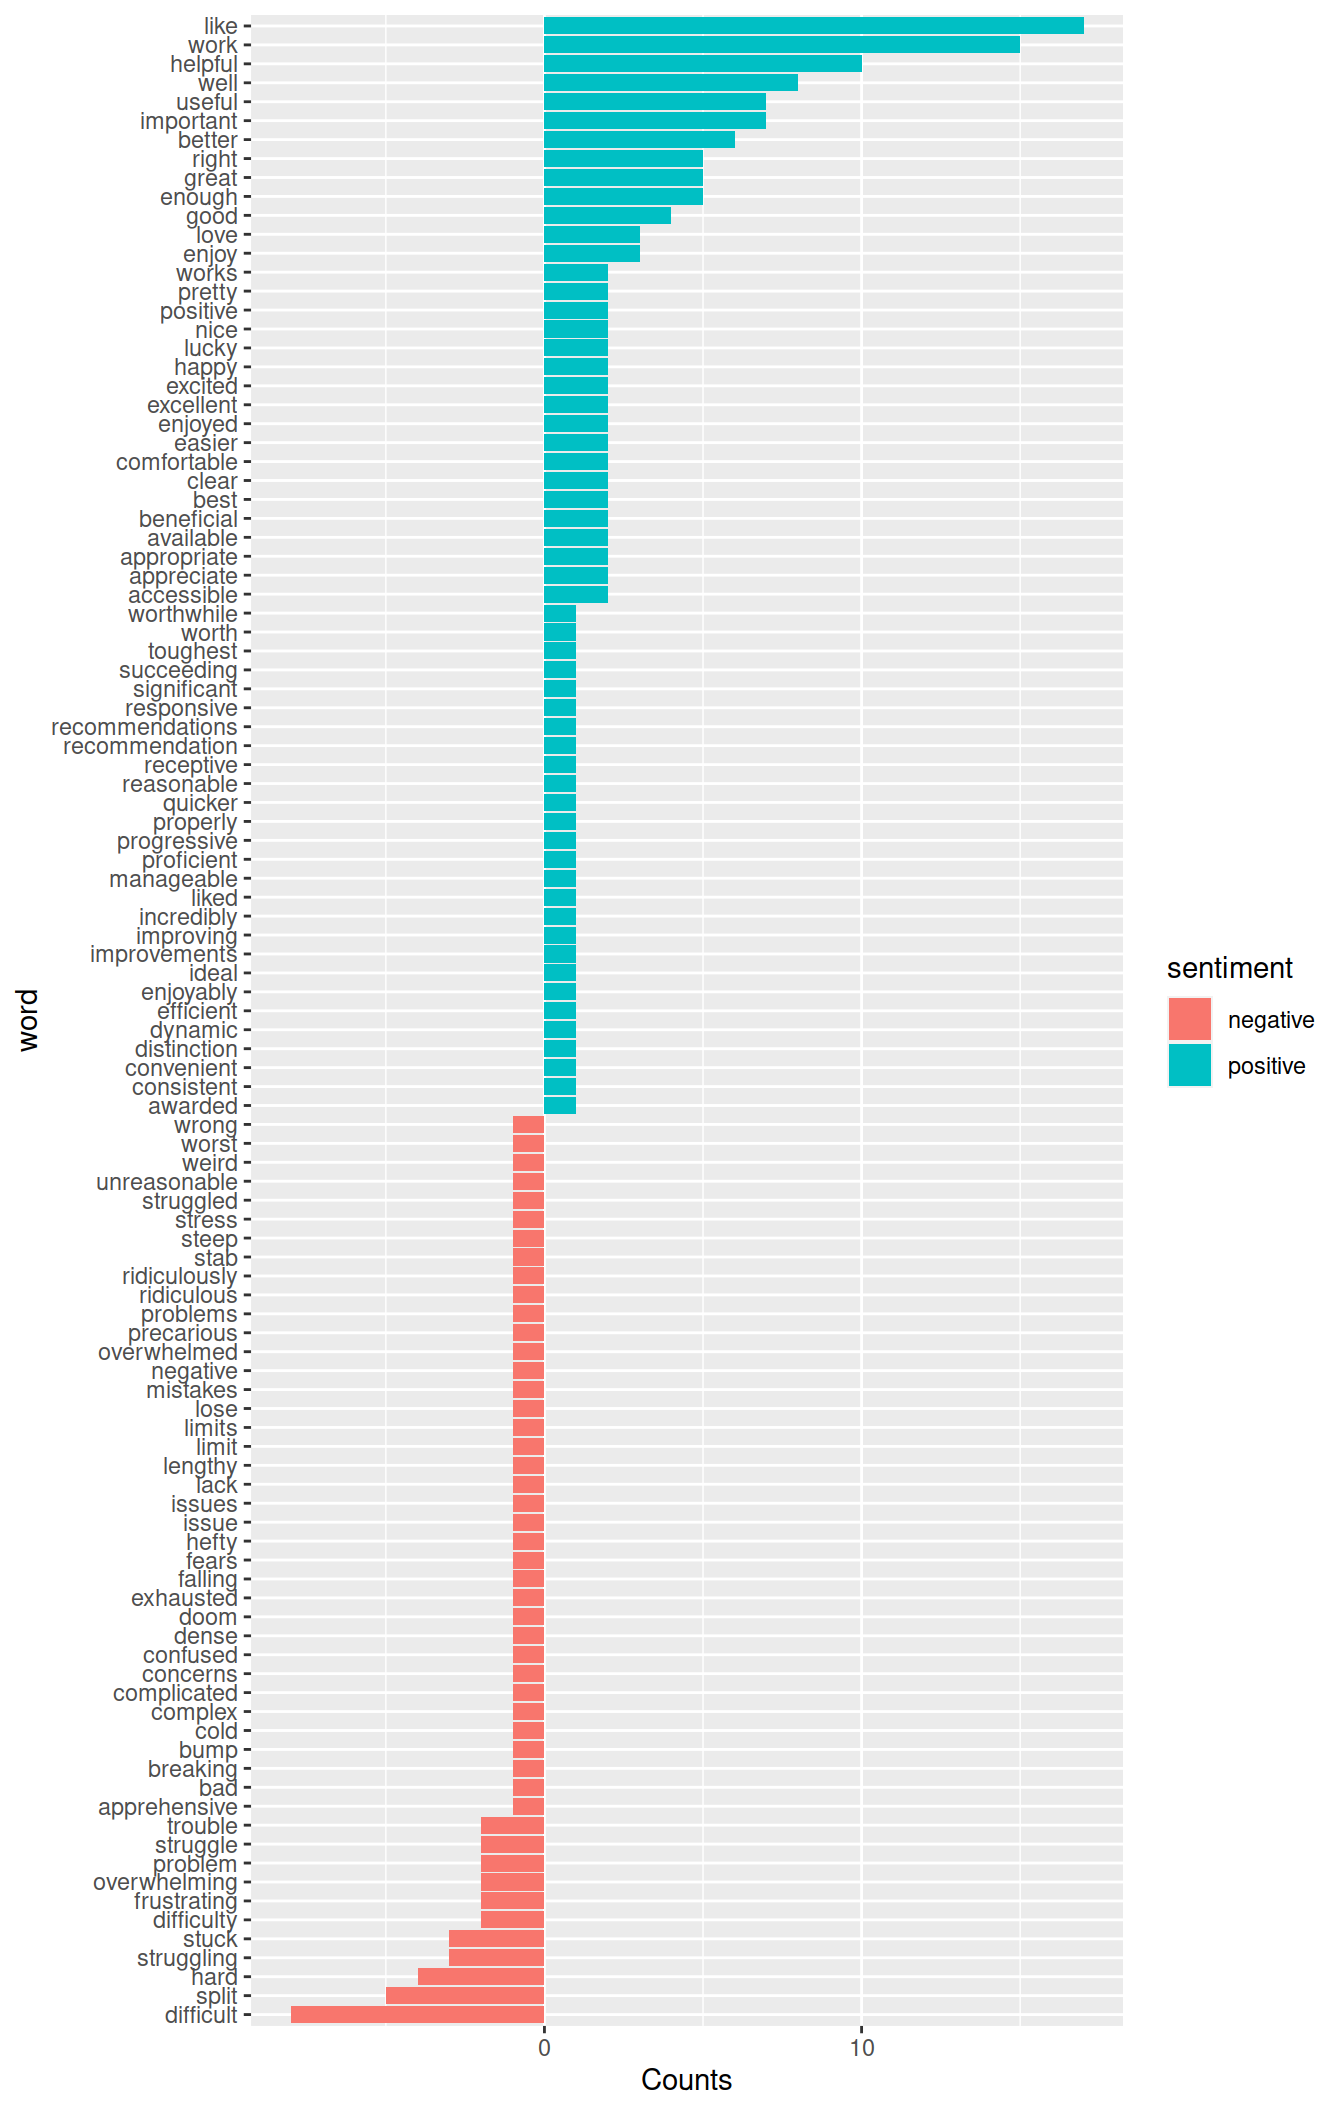 like
work
helpful
well
useful
important
better
right
great
enough
good
love
enjoy
works
pretty
positive
nice
lucky
happy
excited
excellent
enjoyed
easier
comfortable
clear
best
beneficial
available
appropriate
appreciate
accessible
worthwhile
worth
toughest
succeeding
significant
responsive
recommendations
recommendation
receptive
reasonable
quicker
properly
progressive
proficient
manageable
liked
incredibly
improving
improvements
ideal
enjoyably
efficient
dynamic
distinction
convenient
consistent
awarded
wrong
worst
weird
unreasonable
struggled
stress
steep
stab
ridiculously
ridiculous
problems
precarious
overwhelmed
negative
mistakes
lose
limits
limit
lengthy
lack
issues
issue
hefty
fears
falling
exhausted
doom
dense
confused
concerns
complicated
complex
cold
bump
breaking
bad
apprehensive
trouble
struggle
problem
overwhelming
frustrating
difficulty
stuck
struggling
hard
split
difficult
word
0 10
Counts
sentiment
negative
positive